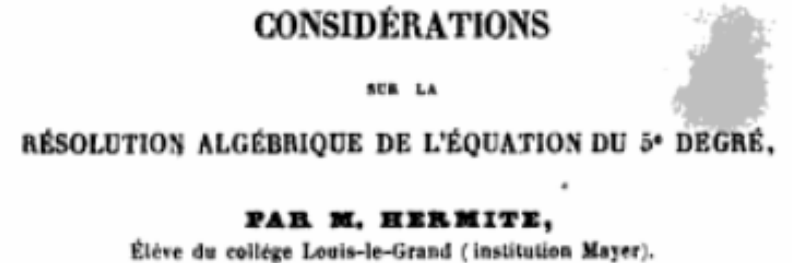 CONSIDÉRATIONS
SUR LA
RÉSOLUTION ALGÉBRIQUE DE L'ÉQUATION DU 5e DEGRÉ,
PAR M. HERMITE,
Élève du collége Louis-le-Grand (institution Mayer).